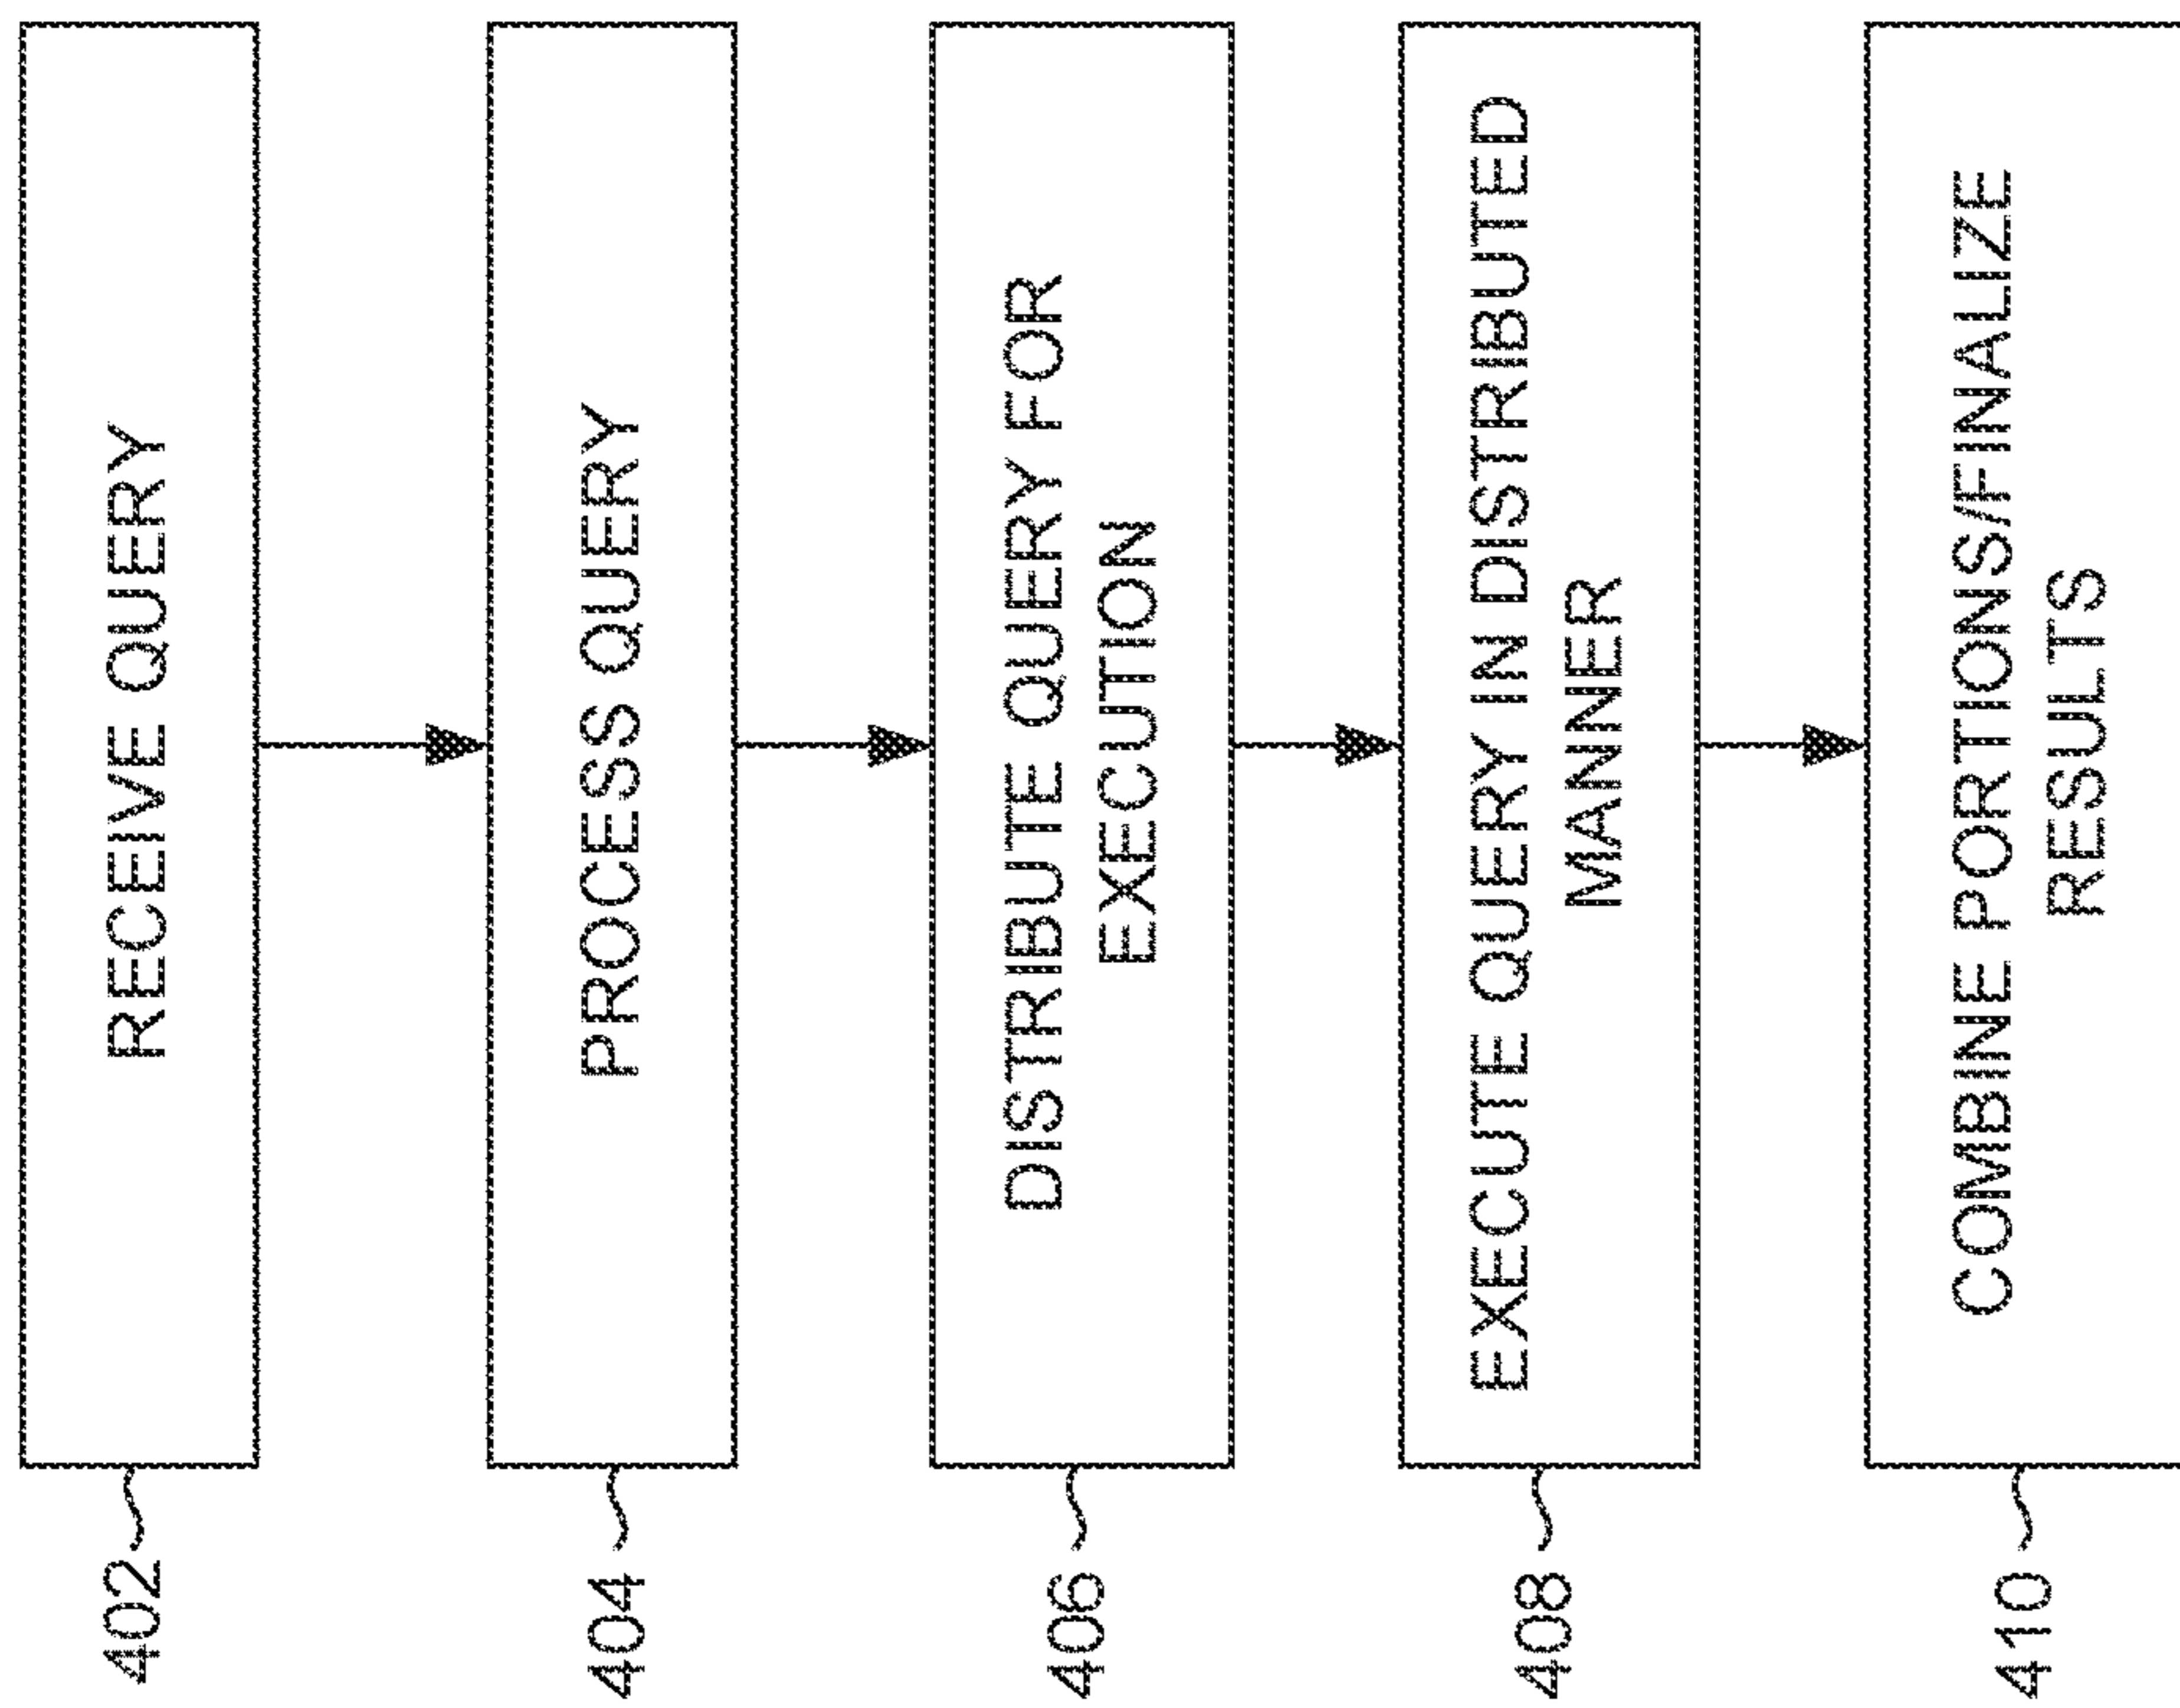 402
RECEIVE QUERY
404
PROCESS QUERY
406
DISTRIBUTE QUERY FOR
EXECUTION
408
EXECUTE QUERY IN DISTRIBUTED
MANNER
410
COMBINE PORTIONS/FINALIZE
RESULTS